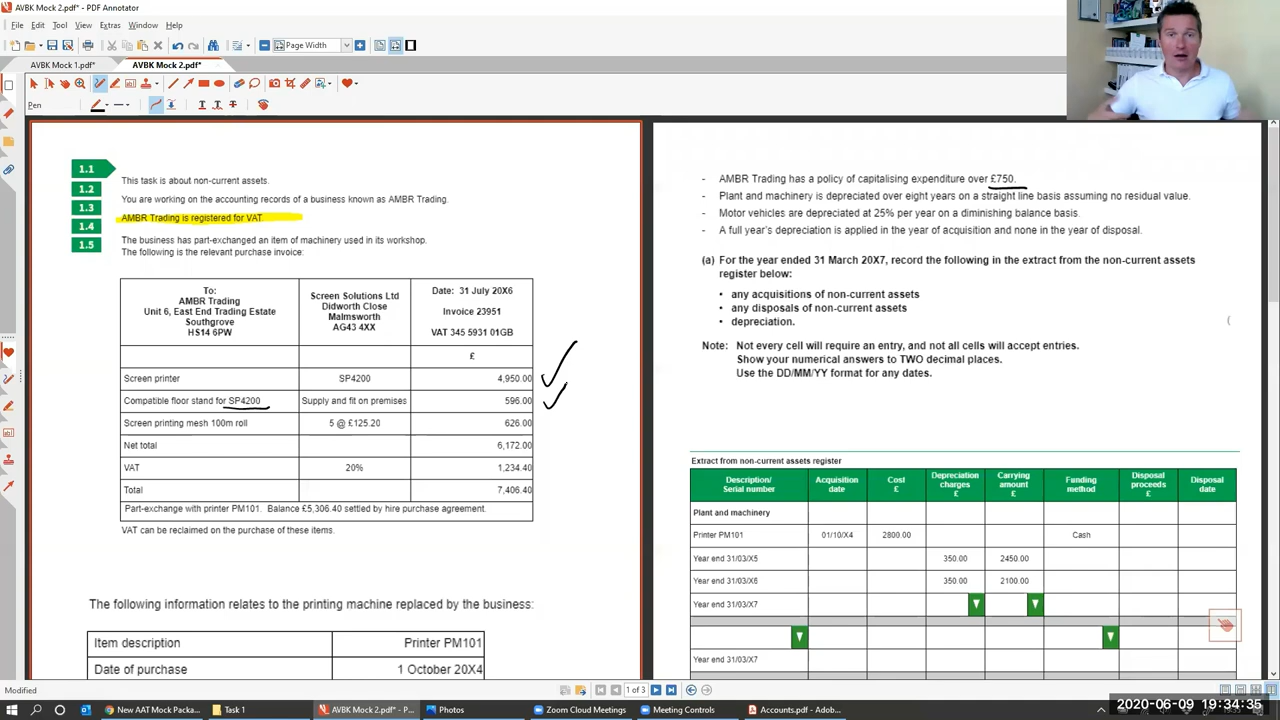 AVBK Mock 2.pdf* - PDF Annotator
File Edit Tool View Extras Window Help
Page Width
AVBK Mock 1.pdf*
AVBK Mock 2.pdf*
Pen
1.1
1.2
1.3
1.4
1.5
This task is about non-current assets.
You are working on the accounting records of a business known as AMBR Trading.
AMBR Trading is registered for VAT.
The business has part-exchanged an item of machinery used in its workshop.
The following is the relevant purchase invoice:
To:
AMBR Trading
Unit 6, East End Trading Estate
Southgrove
HS14 6PW
Screen Solutions Ltd
Didworth Close
Malmsworth
AG43 4XX
Date: 31 July 20X6
Invoice 23951
VAT 345 5931 01GB
£
Screen printer SP4200 4,950.00
Compatible floor stand for SP4200 Supply and fit on premises 596.00
Screen printing mesh 100m roll 5 @ £125.20 626.00
Net total 6,172.00
VAT 20% 1,234.40
Total 7,406.40
Part-exchange with printer PM101. Balance £5,306.40 settled by hire purchase agreement.
VAT can be reclaimed on the purchase of these items.
The following information relates to the printing machine replaced by the business:
Item description Printer PM101
Date of purchase 1 October 20X4
- AMBR Trading has a policy of capitalising expenditure over £750.
- Plant and machinery is depreciated over eight years on a straight line basis assuming no residual value.
- Motor vehicles are depreciated at 25% per year on a diminishing balance basis.
- A full year's depreciation is applied in the year of acquisition and none in the year of disposal.
(a) For the year ended 31 March 20X7, record the following in the extract from the non-current assets
register below:
• any acquisitions of non-current assets
• any disposals of non-current assets
• depreciation.
Note: Not every cell will require an entry, and not all cells will accept entries.
Show your numerical answers to TWO decimal places.
Use the DD/MM/YY format for any dates.
Extract from non-current assets register
Description/
Serial number
Acquisition
date
Cost
£
Depreciation
charges
£
Carrying
amount
£
Funding
method
Disposal
proceeds
£
Disposal
date
Plant and machinery
Printer PM101 01/10/X4 2800.00 Cash
Year end 31/03/X5 350.00 2450.00
Year end 31/03/X6 350.00 2100.00
Year end 31/03/X7
Year end 31/03/X7
Modified
1 of 3
New AAT Mock Packa...
Task 1
AVBK Mock 2.pdf* - P...
Photos
Zoom Cloud Meetings
Meeting Controls
Accounts.pdf - Adob...
2020-06-09 19:34:35